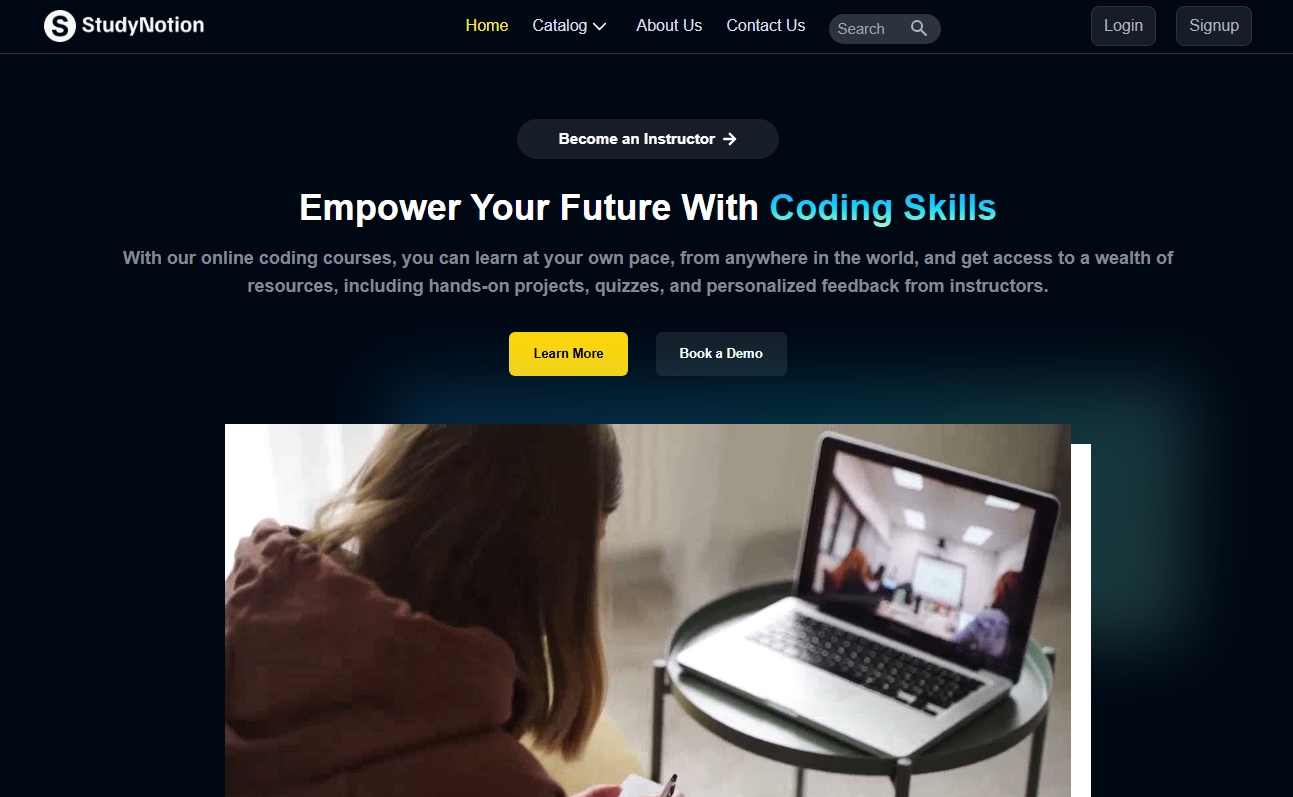 StudyNotion
Home Catalog About Us Contact Us Search Login Signup
Become an Instructor →
Empower Your Future With Coding Skills
With our online coding courses, you can learn at your own pace, from anywhere in the world, and get access to a wealth of
resources, including hands-on projects, quizzes, and personalized feedback from instructors.
Learn More Book a Demo